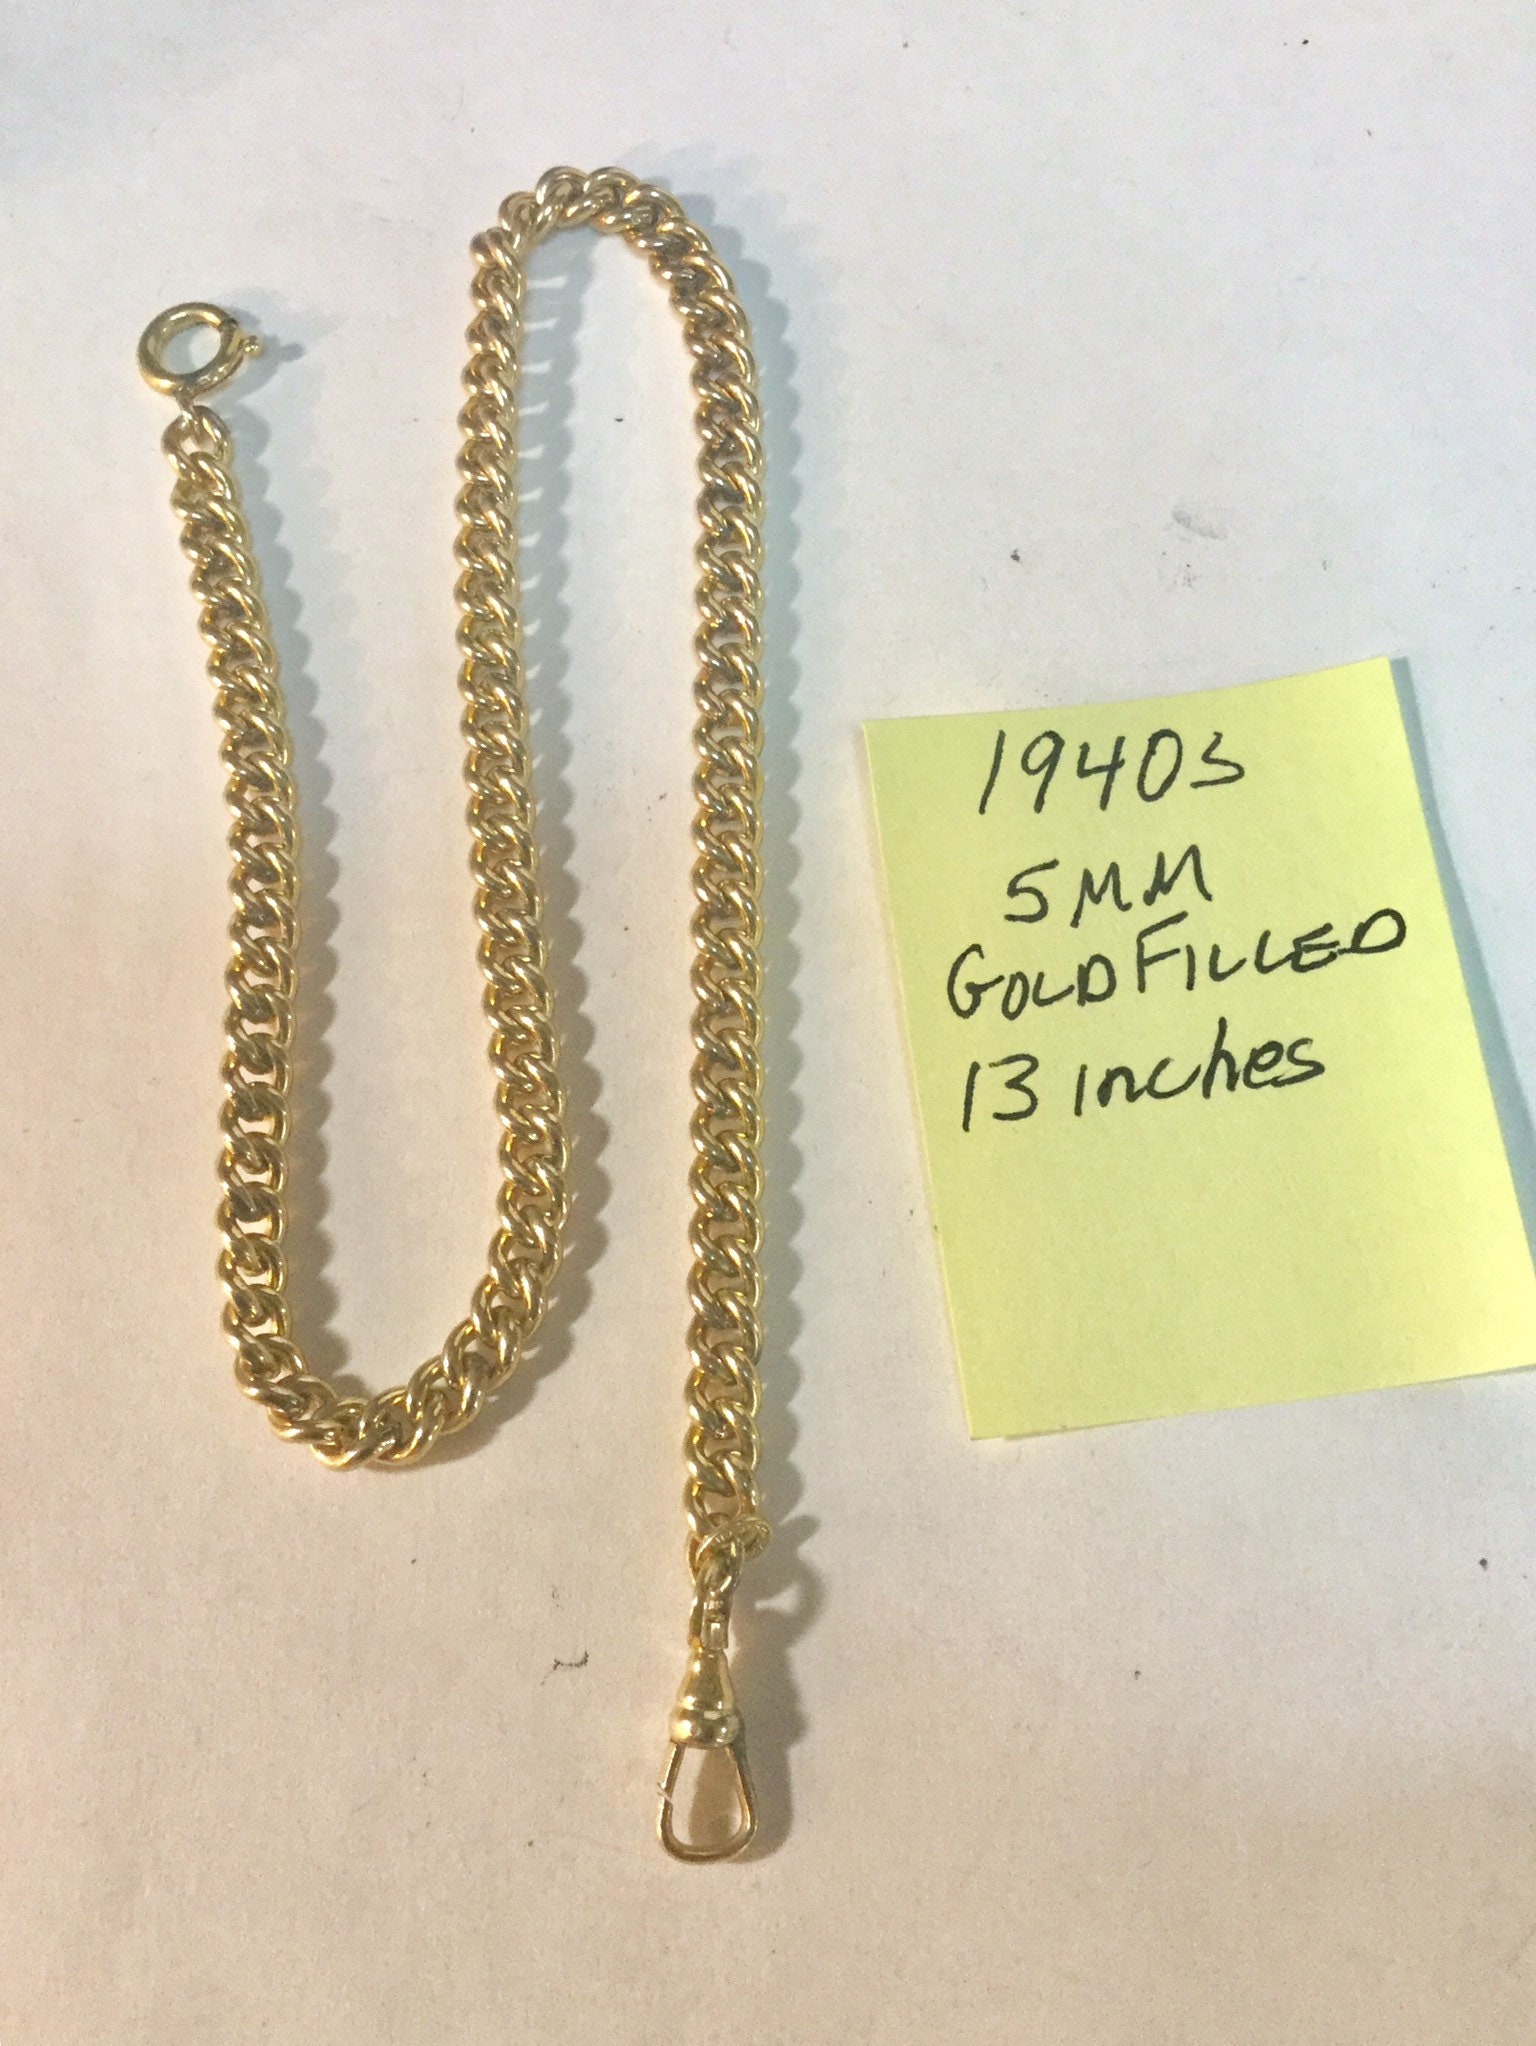 1940s
5MM
GOLD FILLED
13 inches